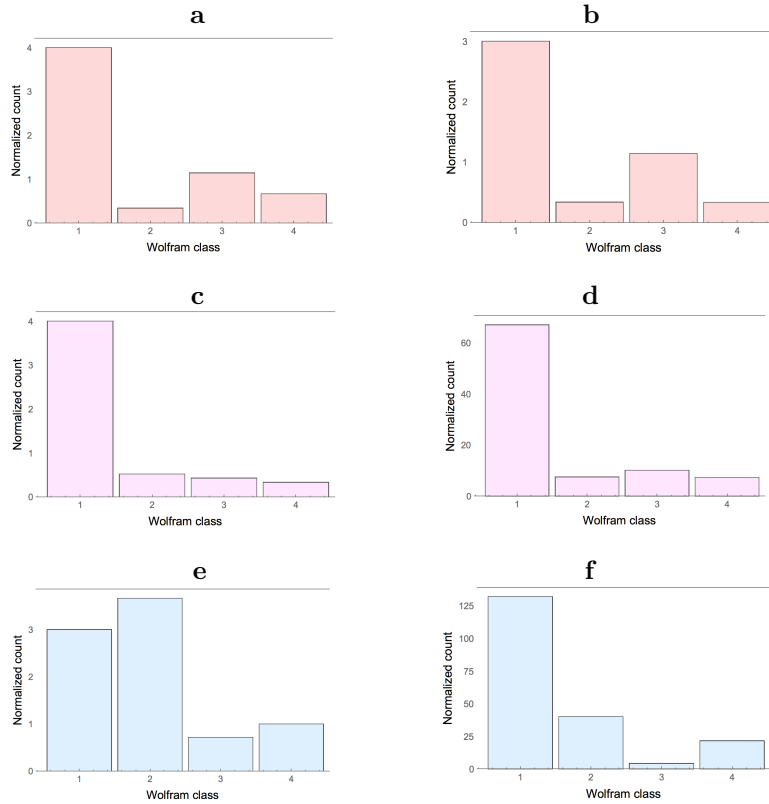 a
4
3
2
1
0
Normalized count
1 2 3 4
Wolfram class
b
3
2
1
0
Normalized count
1 2 3 4
Wolfram class
c
4
3
2
1
0
Normalized count
1 2 3 4
Wolfram class
d
60
40
20
0
Normalized count
1 2 3 4
Wolfram class
e
3
2
1
0
Normalized count
1 2 3 4
Wolfram class
f
125
100
75
50
25
0
Normalized count
1 2 3 4
Wolfram class